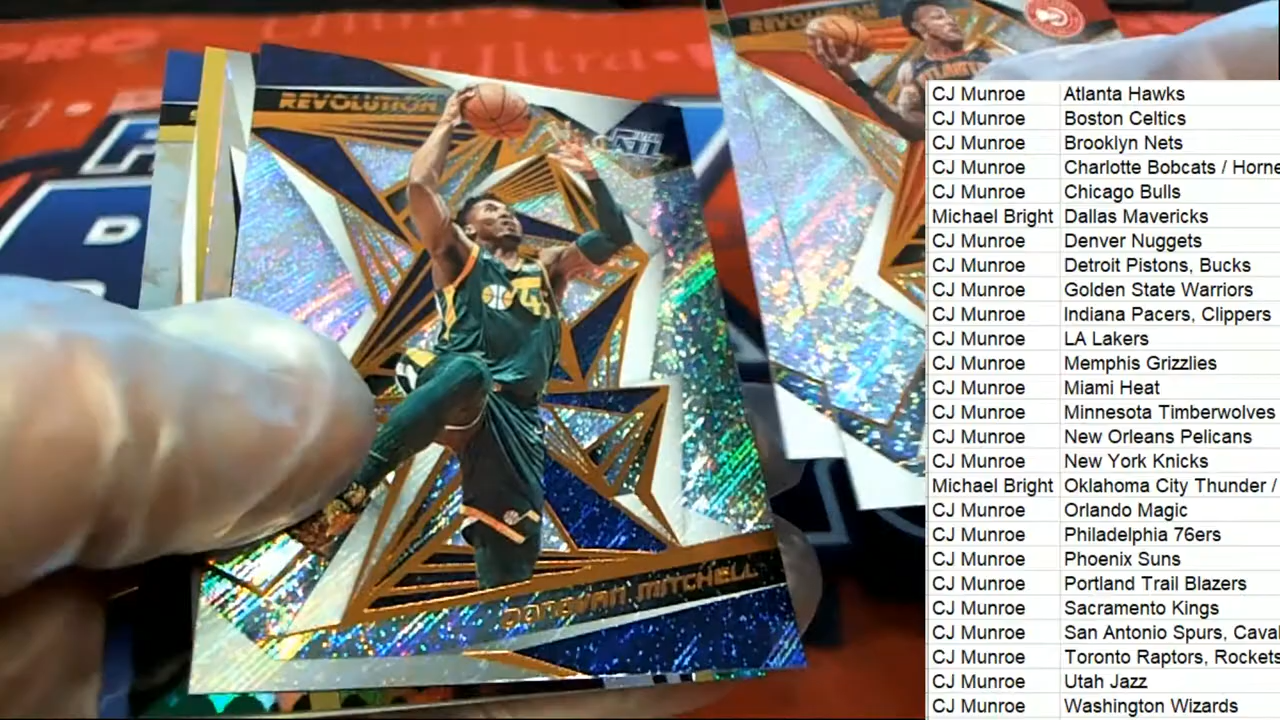 REVOLUTION
DONOVAN MITCHELL
REVOLUTION
ATLANTA
CJ Munroe Atlanta Hawks
CJ Munroe Boston Celtics
CJ Munroe Brooklyn Nets
CJ Munroe Charlotte Bobcats / Horne
CJ Munroe Chicago Bulls
Michael Bright Dallas Mavericks
CJ Munroe Denver Nuggets
CJ Munroe Detroit Pistons, Bucks
CJ Munroe Golden State Warriors
CJ Munroe Indiana Pacers, Clippers
CJ Munroe LA Lakers
CJ Munroe Memphis Grizzlies
CJ Munroe Miami Heat
CJ Munroe Minnesota Timberwolves
CJ Munroe New Orleans Pelicans
CJ Munroe New York Knicks
Michael Bright Oklahoma City Thunder /
CJ Munroe Orlando Magic
CJ Munroe Philadelphia 76ers
CJ Munroe Phoenix Suns
CJ Munroe Portland Trail Blazers
CJ Munroe Sacramento Kings
CJ Munroe San Antonio Spurs, Caval
CJ Munroe Toronto Raptors, Rockets
CJ Munroe Utah Jazz
CJ Munroe Washington Wizards